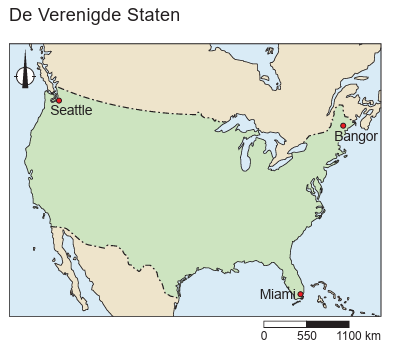 De Verenigde Staten
Seattle
Bangor
Miami
0 550 1100 km